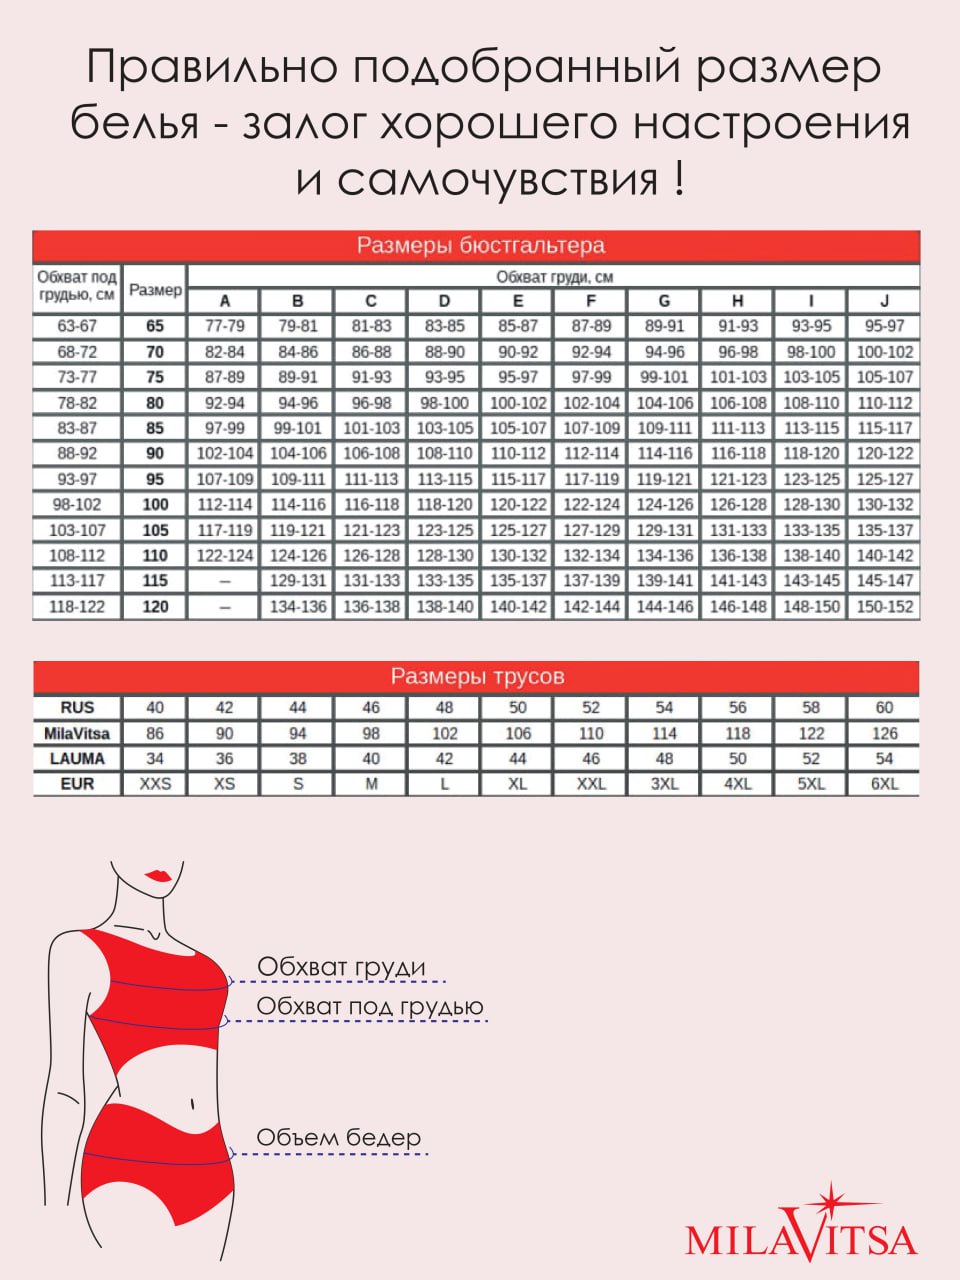 Правильно подобранный размер
белья - залог хорошего настроения
и самочувствия !
Размеры бюстгальтера
Обхват под грудью, см Размер Обхват груди, см
A B C D E F G H I J
63-67 65 77-79 79-81 81-83 83-85 85-87 87-89 89-91 91-93 93-95 95-97
68-72 70 82-84 84-86 86-88 88-90 90-92 92-94 94-96 96-98 98-100 100-102
73-77 75 87-89 89-91 91-93 93-95 95-97 97-99 99-101 101-103 103-105 105-107
78-82 80 92-94 94-96 96-98 98-100 100-102 102-104 104-106 106-108 108-110 110-112
83-87 85 97-99 99-101 101-103 103-105 105-107 107-109 109-111 111-113 113-115 115-117
88-92 90 102-104 104-106 106-108 108-110 110-112 112-114 114-116 116-118 118-120 120-122
93-97 95 107-109 109-111 111-113 113-115 115-117 117-119 119-121 121-123 123-125 125-127
98-102 100 112-114 114-116 116-118 118-120 120-122 122-124 124-126 126-128 128-130 130-132
103-107 105 117-119 119-121 121-123 123-125 125-127 127-129 129-131 131-133 133-135 135-137
108-112 110 122-124 124-126 126-128 128-130 130-132 132-134 134-136 136-138 138-140 140-142
113-117 115 – 129-131 131-133 133-135 135-137 137-139 139-141 141-143 143-145 145-147
118-122 120 – 134-136 136-138 138-140 140-142 142-144 144-146 146-148 148-150 150-152
Размеры трусов
RUS 40 42 44 46 48 50 52 54 56 58 60
MilaVitsa 86 90 94 98 102 106 110 114 118 122 126
LAUMA 34 36 38 40 42 44 46 48 50 52 54
EUR XXS XS S M L XL XXL 3XL 4XL 5XL 6XL
Обхват груди
Обхват под грудью
Объем бедер
MILAVITSA